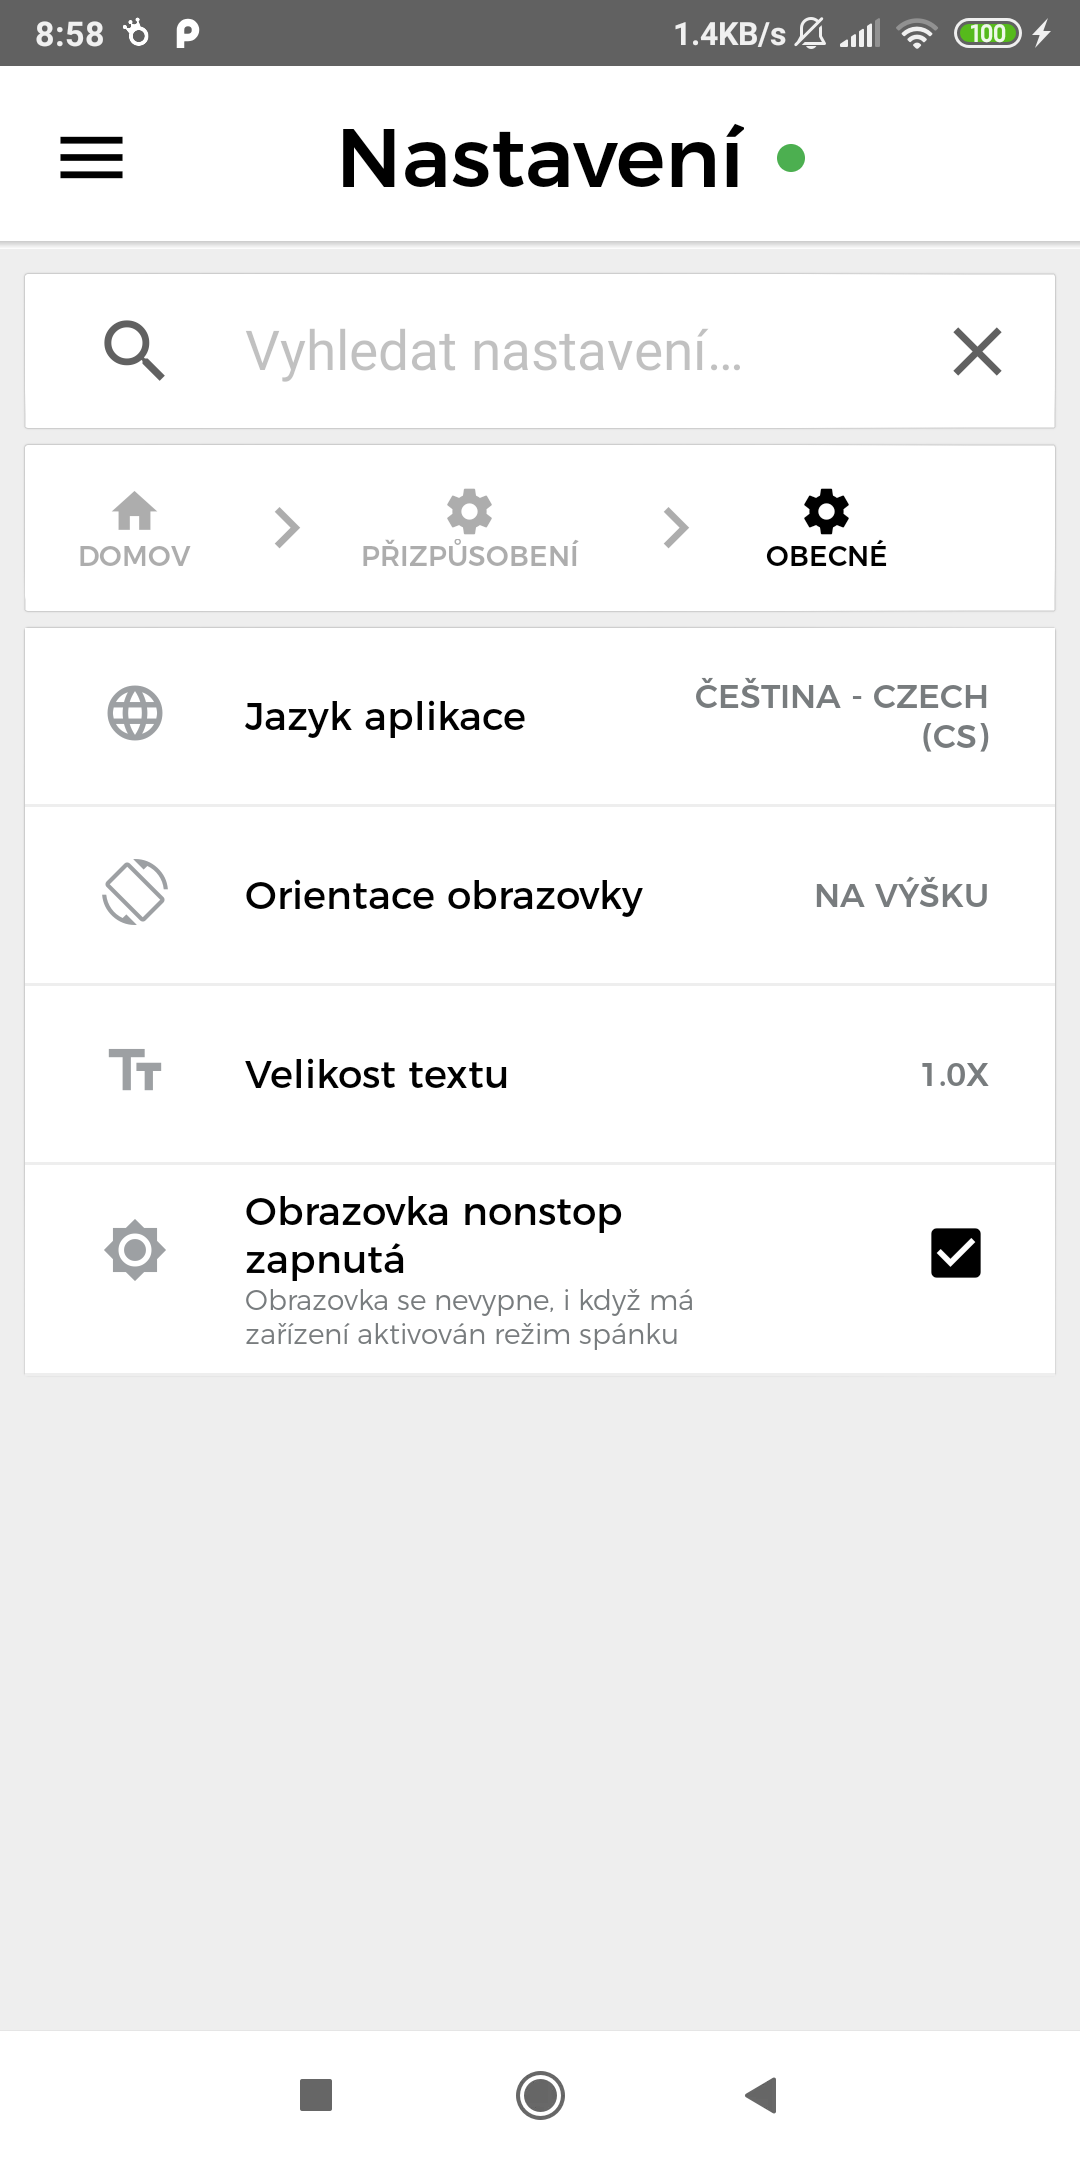 8:58 1.4KB/s 100
Nastavení
Vyhledat nastavení...
DOMOV PŘIZPŮSOBENÍ OBECNÉ
Jazyk aplikace ČEŠTINA - CZECH
(CS)
Orientace obrazovky NA VÝŠKU
Velikost textu 1.0X
Obrazovka nonstop
zapnutá
Obrazovka se nevypne, i když má
zařízení aktivován režim spánku